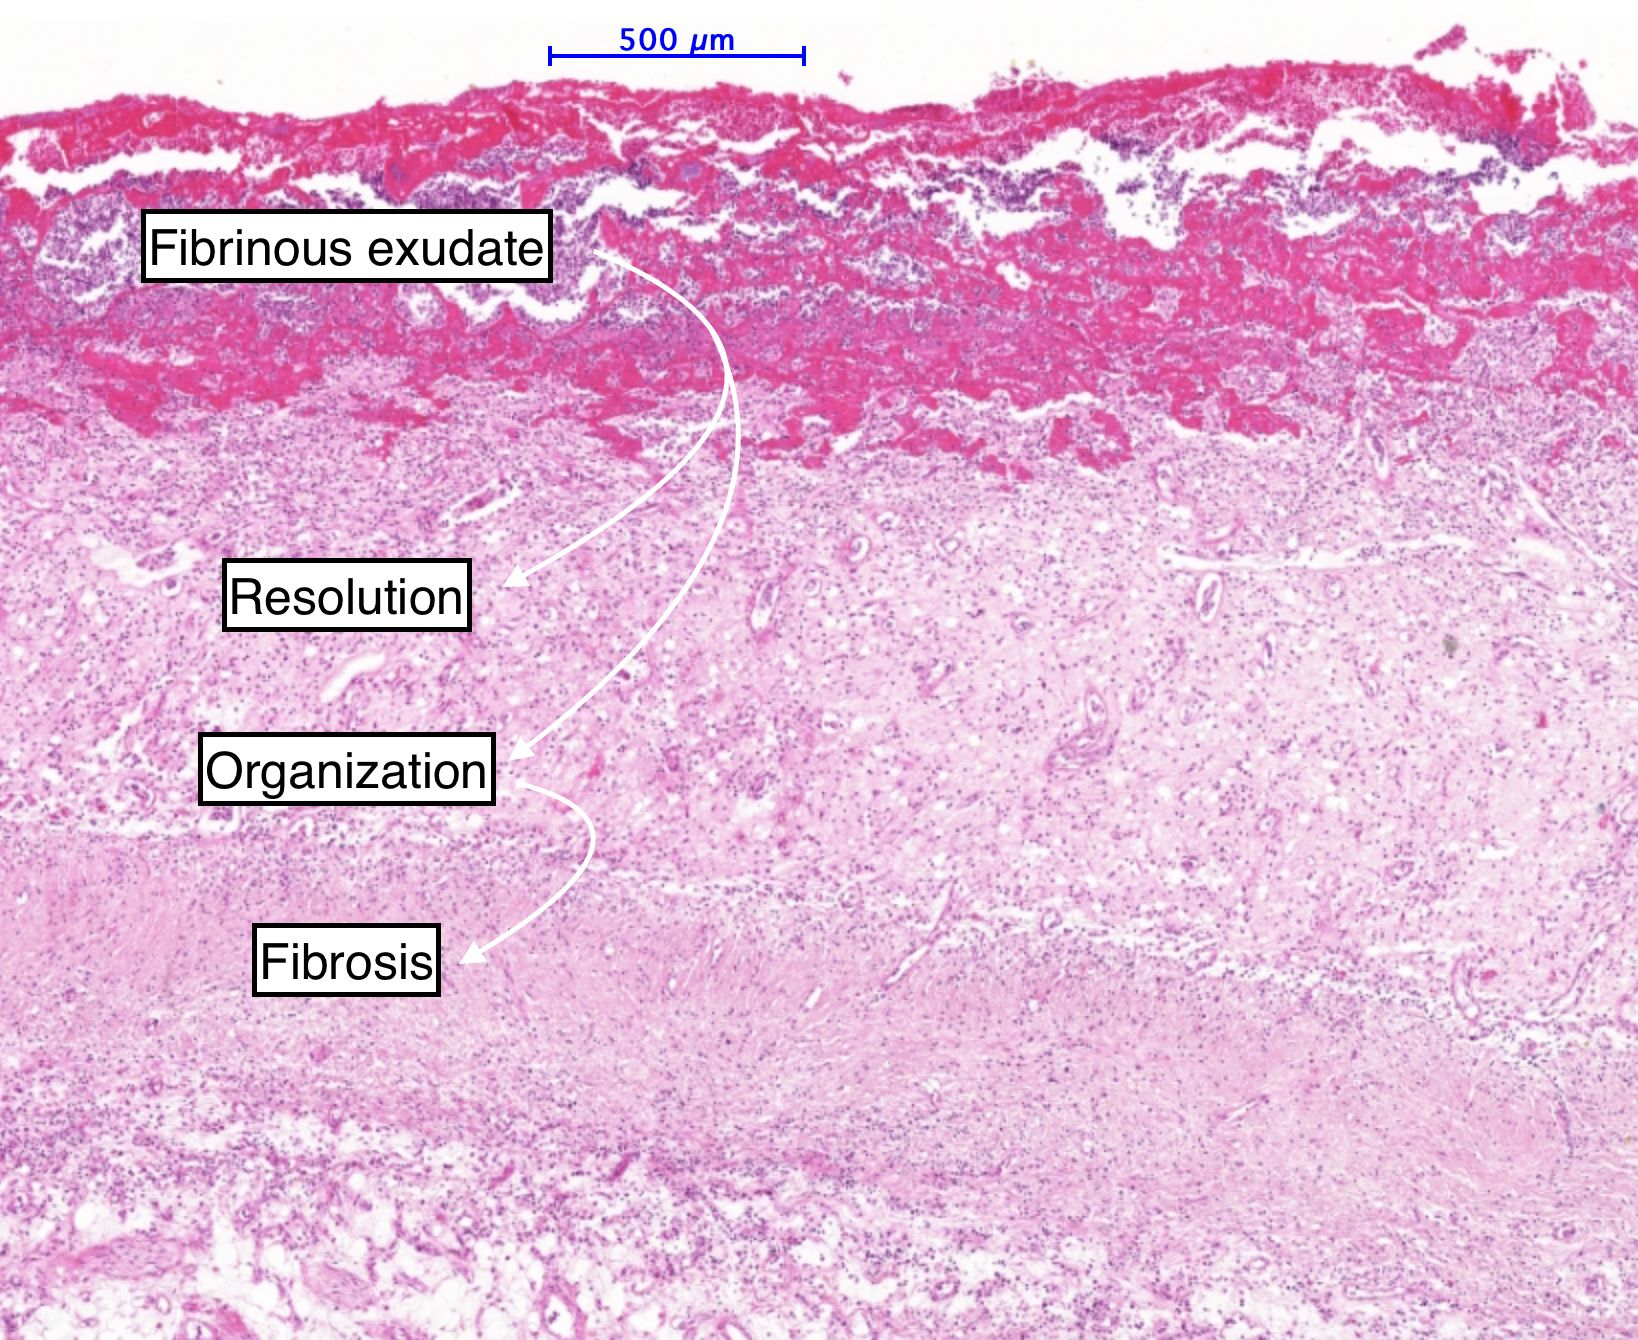 500 µm
Fibrinous exudate
Resolution
Organization
Fibrosis